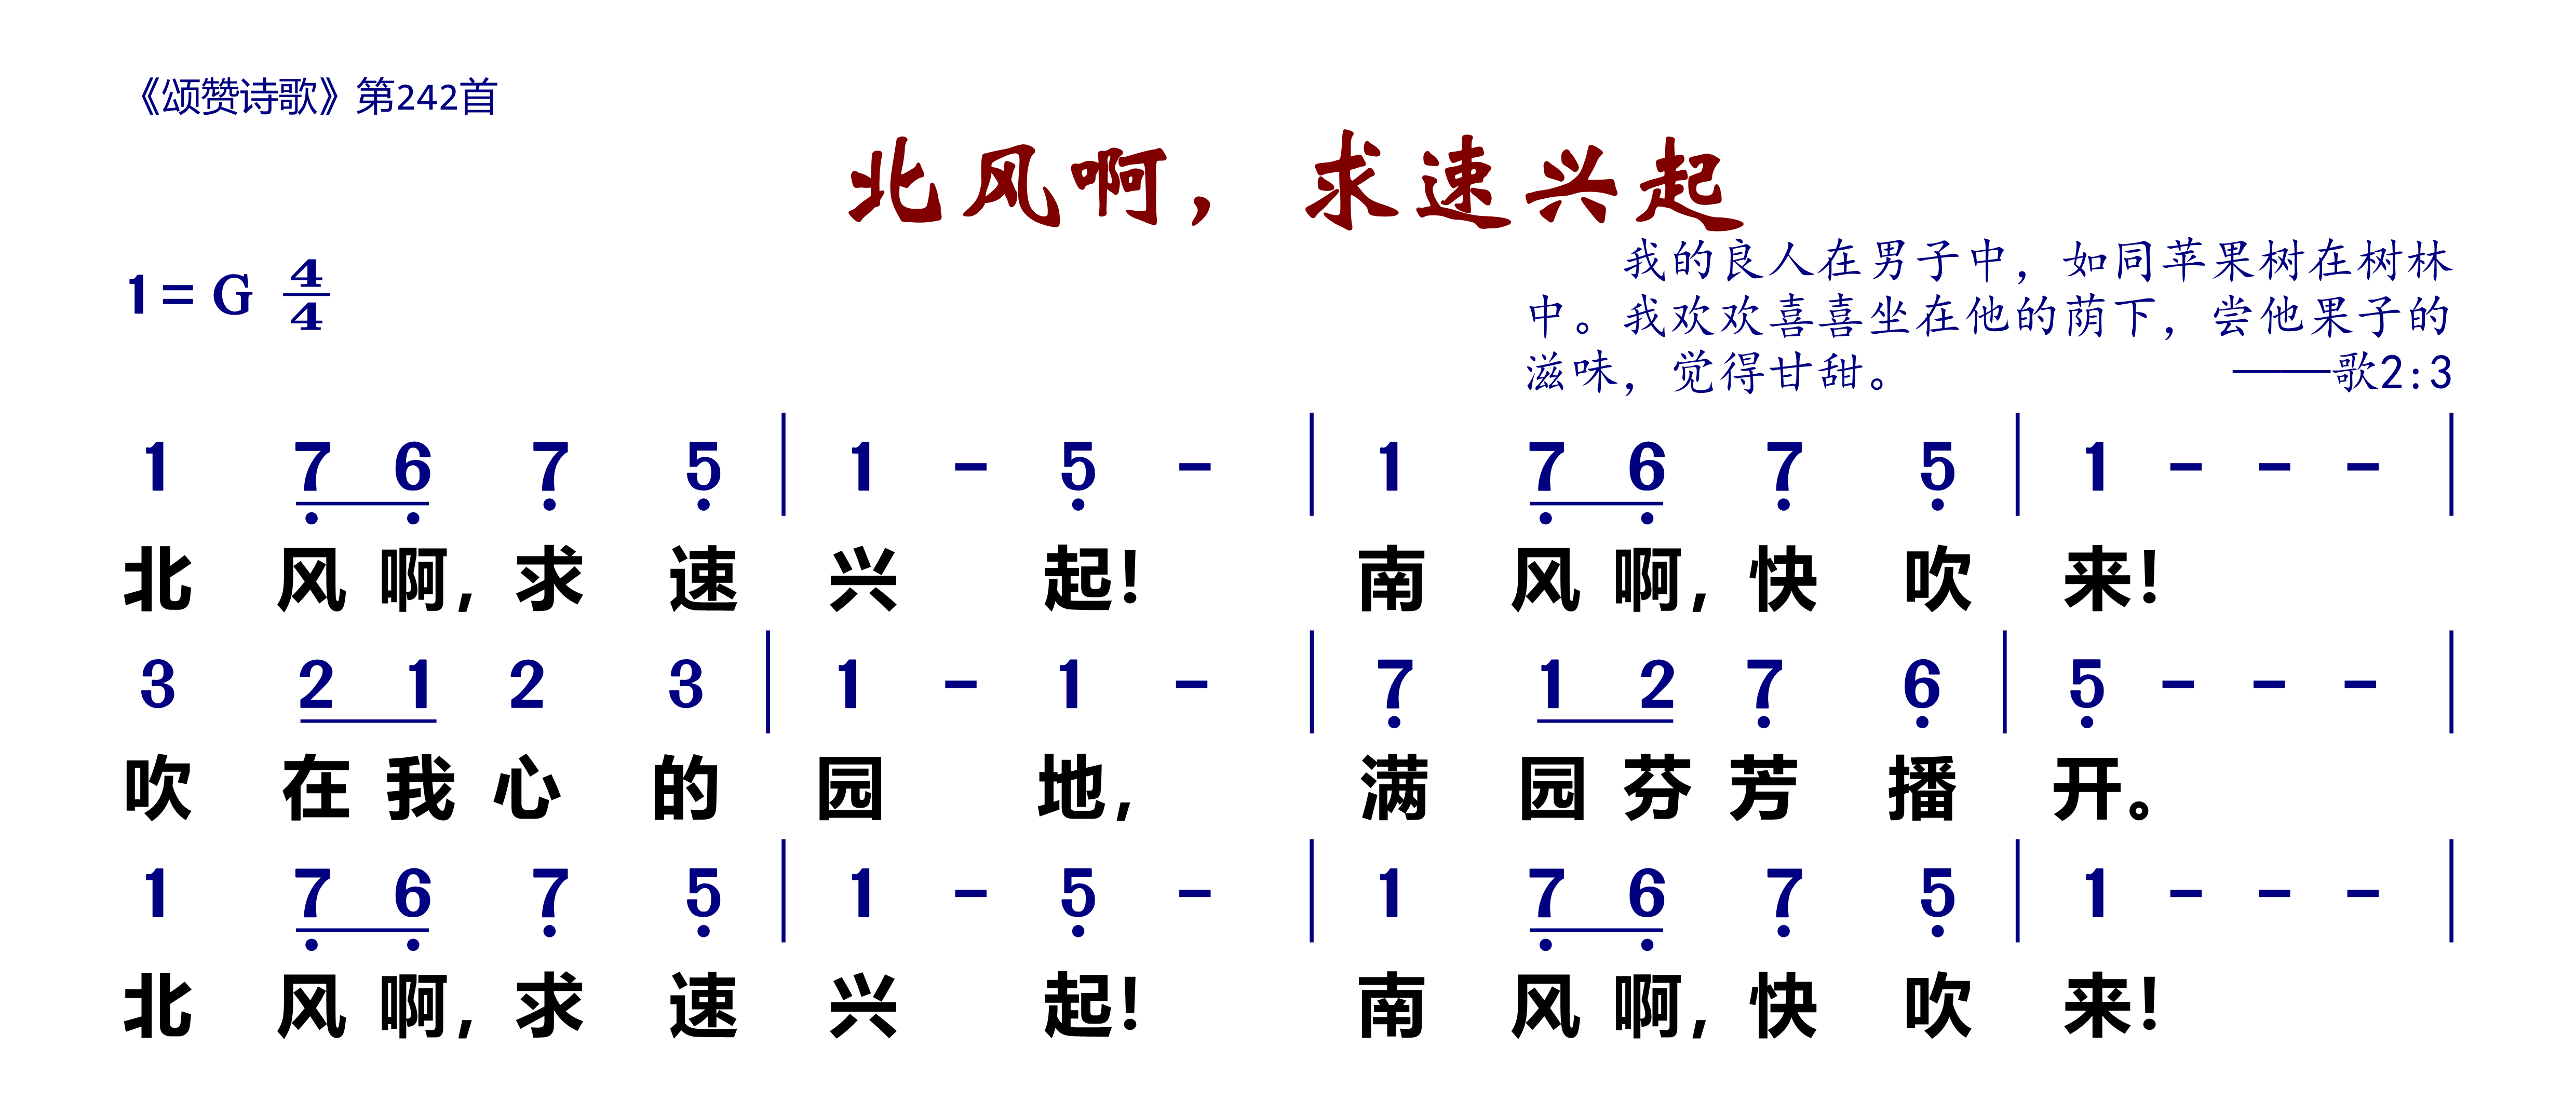 《颂赞诗歌》第242首
北风啊，求速兴起
1= G 4/4
我的良人在男子中，如同苹果树在树林
中。我欢欢喜喜坐在他的荫下，尝他果子的
滋味，觉得甘甜。 ——歌2:3
1 7̣ 6̣ 7̣ 5̣ | 1 - 5̣ - | 1 7̣ 6̣ 7̣ 5̣ | 1 - - - |
北 风 啊，求 速 兴 起！ 南 风 啊，快 吹 来！
3 2 1 2 3 | 1 - 1 - | 7̣ 1 2 7̣ 6̣ | 5̣ - - - |
吹 在 我 心 的 园 地， 满 园 芬 芳 播 开。
1 7̣ 6̣ 7̣ 5̣ | 1 - 5̣ - | 1 7̣ 6̣ 7̣ 5̣ | 1 - - - |
北 风 啊，求 速 兴 起！ 南 风 啊，快 吹 来！